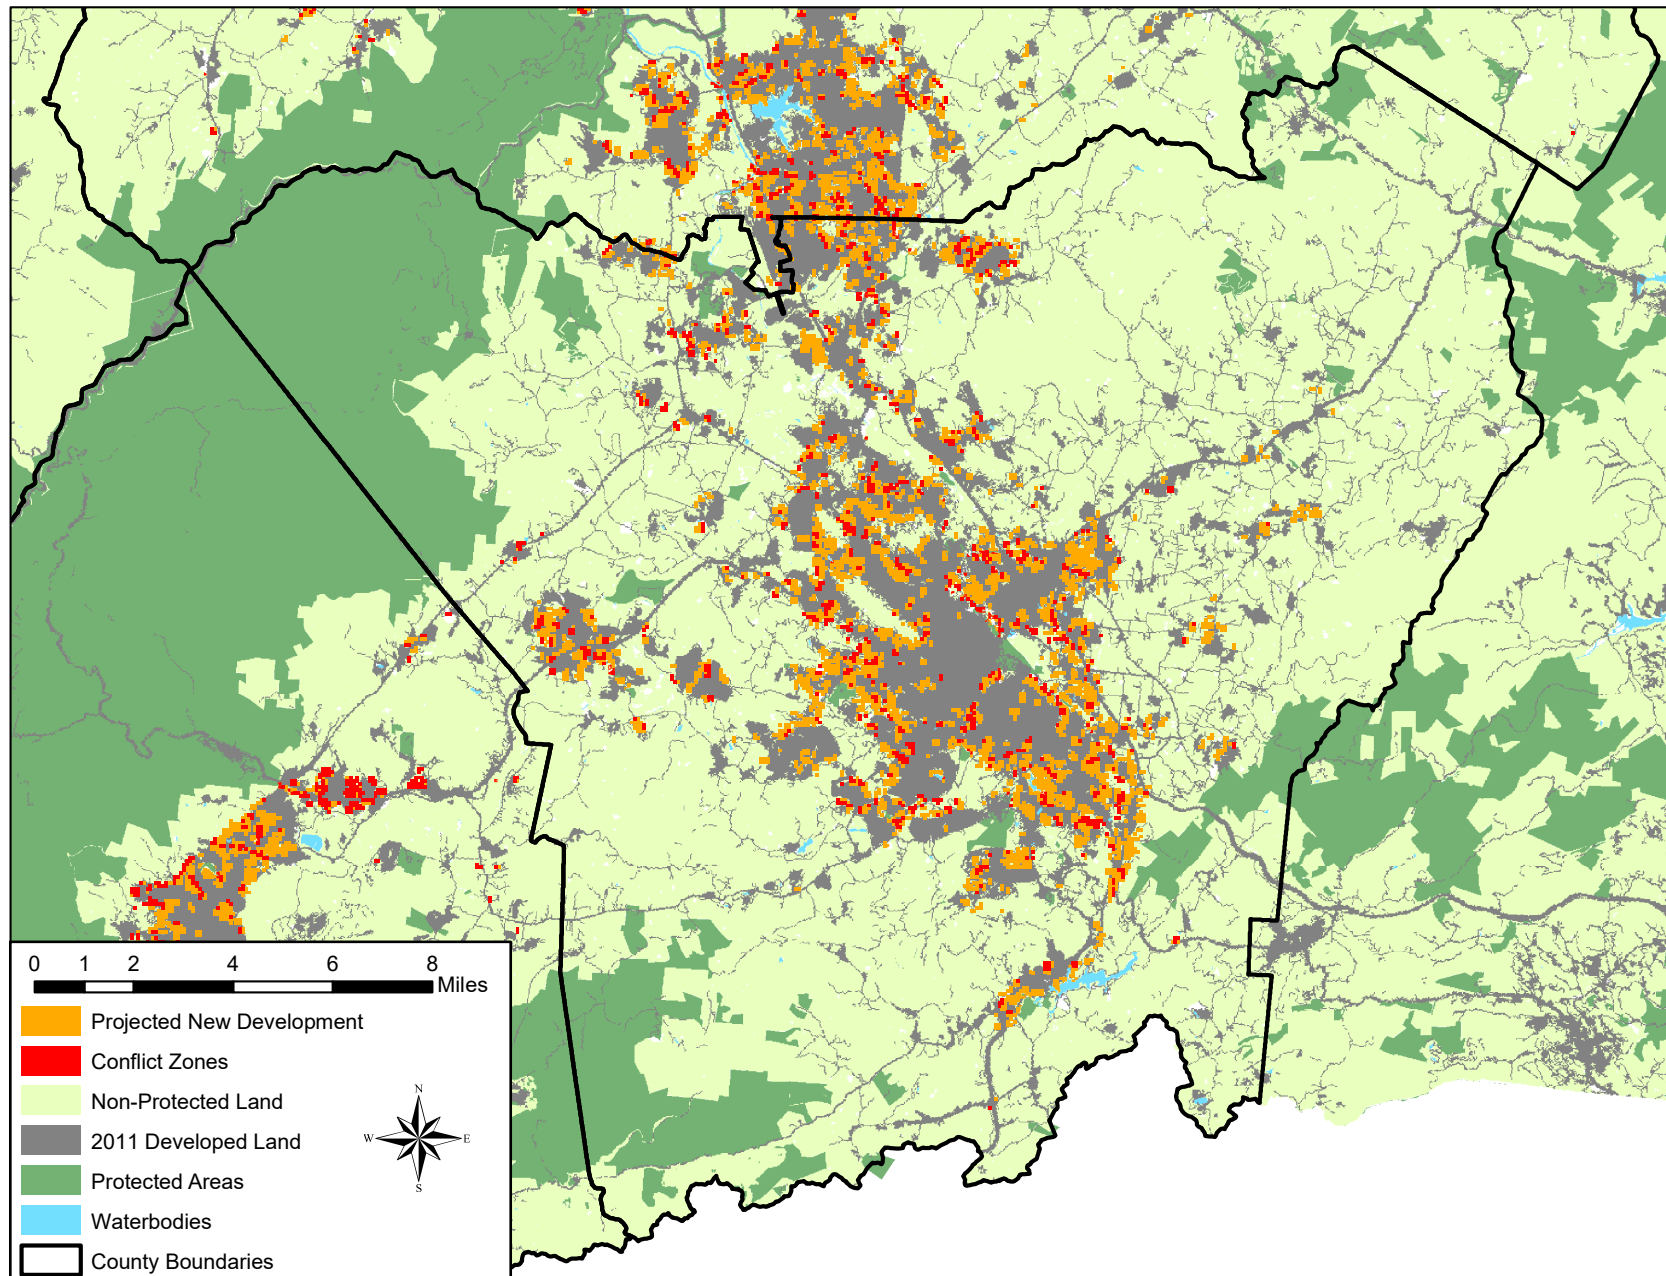 0 1 2 4 6 8
Miles
Projected New Development
Conflict Zones
Non-Protected Land
2011 Developed Land
Protected Areas
Waterbodies
County Boundaries
N
W E
S